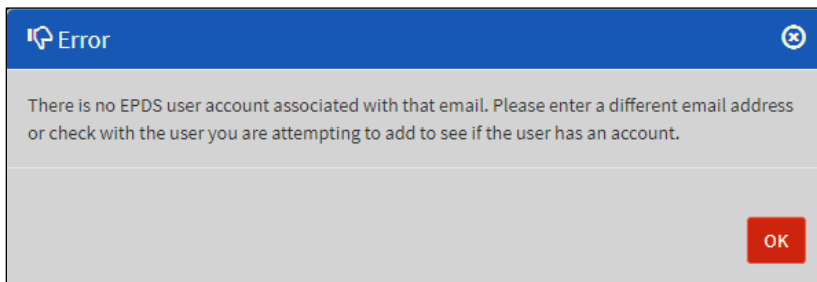 Error
There is no EPDS user account associated with that email. Please enter a different email address
or check with the user you are attempting to add to see if the user has an account.
OK